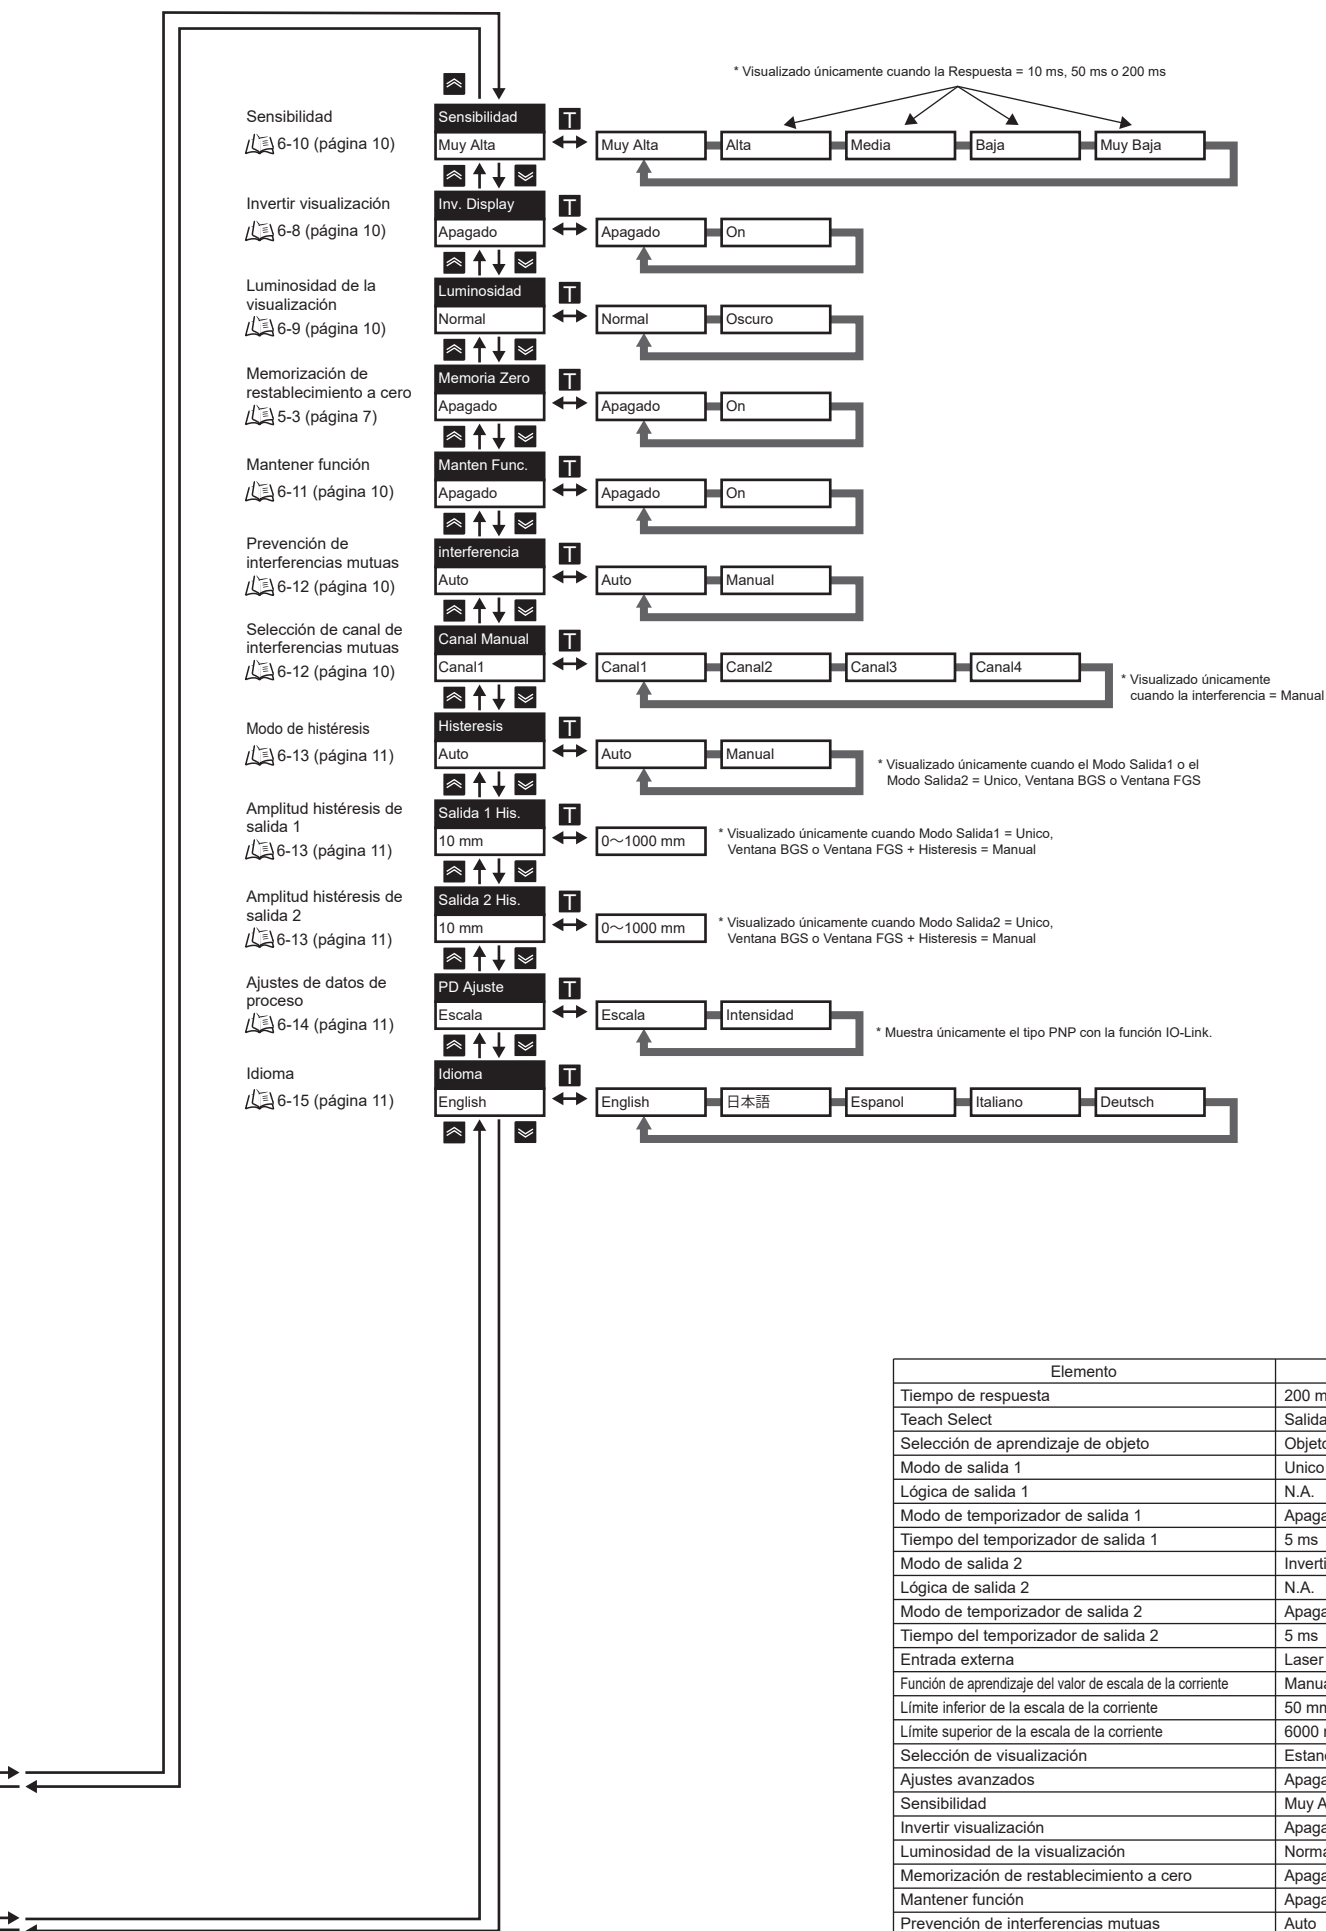 * Visualizado únicamente cuando la Respuesta = 10 ms, 50 ms o 200 ms
Sensibilidad
6-10 (página 10)
Sensibilidad
T
Muy Alta
Muy Alta
Alta
Media
Baja
Muy Baja
Invertir visualización
6-8 (página 10)
Inv. Display
T
Apagado
Apagado
On
Luminosidad de la
visualización
6-9 (página 10)
Luminosidad
T
Normal
Normal
Oscuro
Memorización de
restablecimiento a cero
5-3 (página 7)
Memoria Zero
T
Apagado
Apagado
On
Mantener función
6-11 (página 10)
Manten Func.
T
Apagado
Apagado
On
Prevención de
interferencias mutuas
6-12 (página 10)
interferencia
T
Auto
Auto
Manual
Selección de canal de
interferencias mutuas
6-12 (página 10)
Canal Manual
T
Canal1
Canal1
Canal2
Canal3
Canal4
* Visualizado únicamente
cuando la interferencia = Manual
Modo de histéresis
6-13 (página 11)
Histeresis
T
Auto
Auto
Manual
* Visualizado únicamente cuando el Modo Salida1 o el
Modo Salida2 = Unico, Ventana BGS o Ventana FGS
Amplitud histéresis de
salida 1
6-13 (página 11)
Salida 1 His.
T
10 mm
0～1000 mm
* Visualizado únicamente cuando Modo Salida1 = Unico,
Ventana BGS o Ventana FGS + Histeresis = Manual
Amplitud histéresis de
salida 2
6-13 (página 11)
Salida 2 His.
T
10 mm
0～1000 mm
* Visualizado únicamente cuando Modo Salida2 = Unico,
Ventana BGS o Ventana FGS + Histeresis = Manual
Ajustes de datos de
proceso
6-14 (página 11)
PD Ajuste
T
Escala
Escala
Intensidad
* Muestra únicamente el tipo PNP con la función IO-Link.
Idioma
6-15 (página 11)
Idioma
T
English
English
日本語
Espanol
Italiano
Deutsch
Elemento
Tiempo de respuesta 200
Teach Select Salida
Selección de aprendizaje de objeto
Modo de salida 1 Unico
Lógica de salida 1 N.A.
Modo de temporizador de salida 1
Tiempo del temporizador de salida 1 5 ms
Modo de salida 2
Lógica de salida 2 N.A.
Modo de temporizador de salida 2
Tiempo del temporizador de salida 2 5 ms
Entrada externa Laser
Función de aprendizaje del valor de escala de la corriente
Límite inferior de la escala de la corriente 50
Límite superior de la escala de la corriente 6000
Selección de visualización
Ajustes avanzados
Sensibilidad Muy
Invertir visualización
Luminosidad de la visualización
Memorización de restablecimiento a cero
Mantener función
Prevención de interferencias mutuas Auto